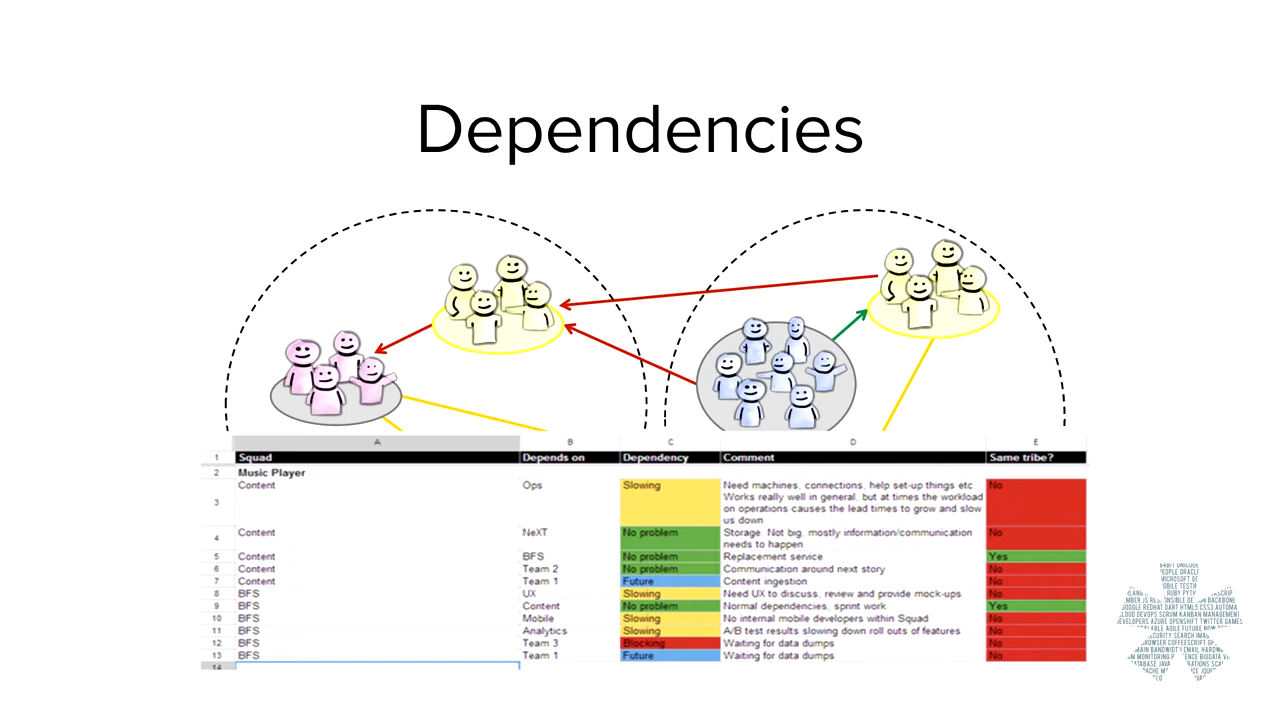 Dependencies
A B C D E
1 Squad Depends on Dependency Comment Same tribe?
2 Music Player
3 Content Ops Slowing Need machines, connections, help set-up things etc. No
Works really well in general, but at times the workload
on operations causes the lead times to grow and slow
us down
4 Content NeXT No problem Storage. Not big, mostly information/communication No
needs to happen
5 Content BFS No problem Replacement service Yes
6 Content Team 2 No problem Communication around next story No
7 Content Team 1 Future Content ingestion No
8 BFS UX Slowing Need UX to discuss, review and provide mock-ups No
9 BFS Content No problem Normal dependencies, sprint work Yes
10 BFS Mobile Slowing No internal mobile developers within Squad No
11 BFS Analytics Slowing A/B test results slowing down roll outs of features No
12 BFS Team 3 Blocking Waiting for data dumps No
13 BFS Team 1 Future Waiting for data dumps No
14